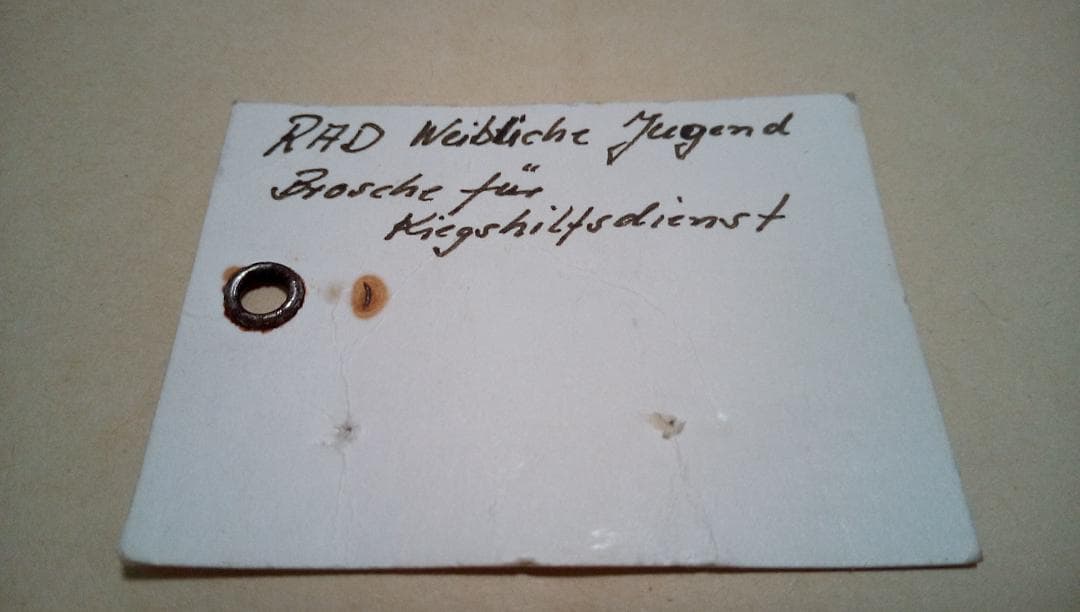 RAD Weibliche Jugend
Brosche für
Kiegshilfsdienst